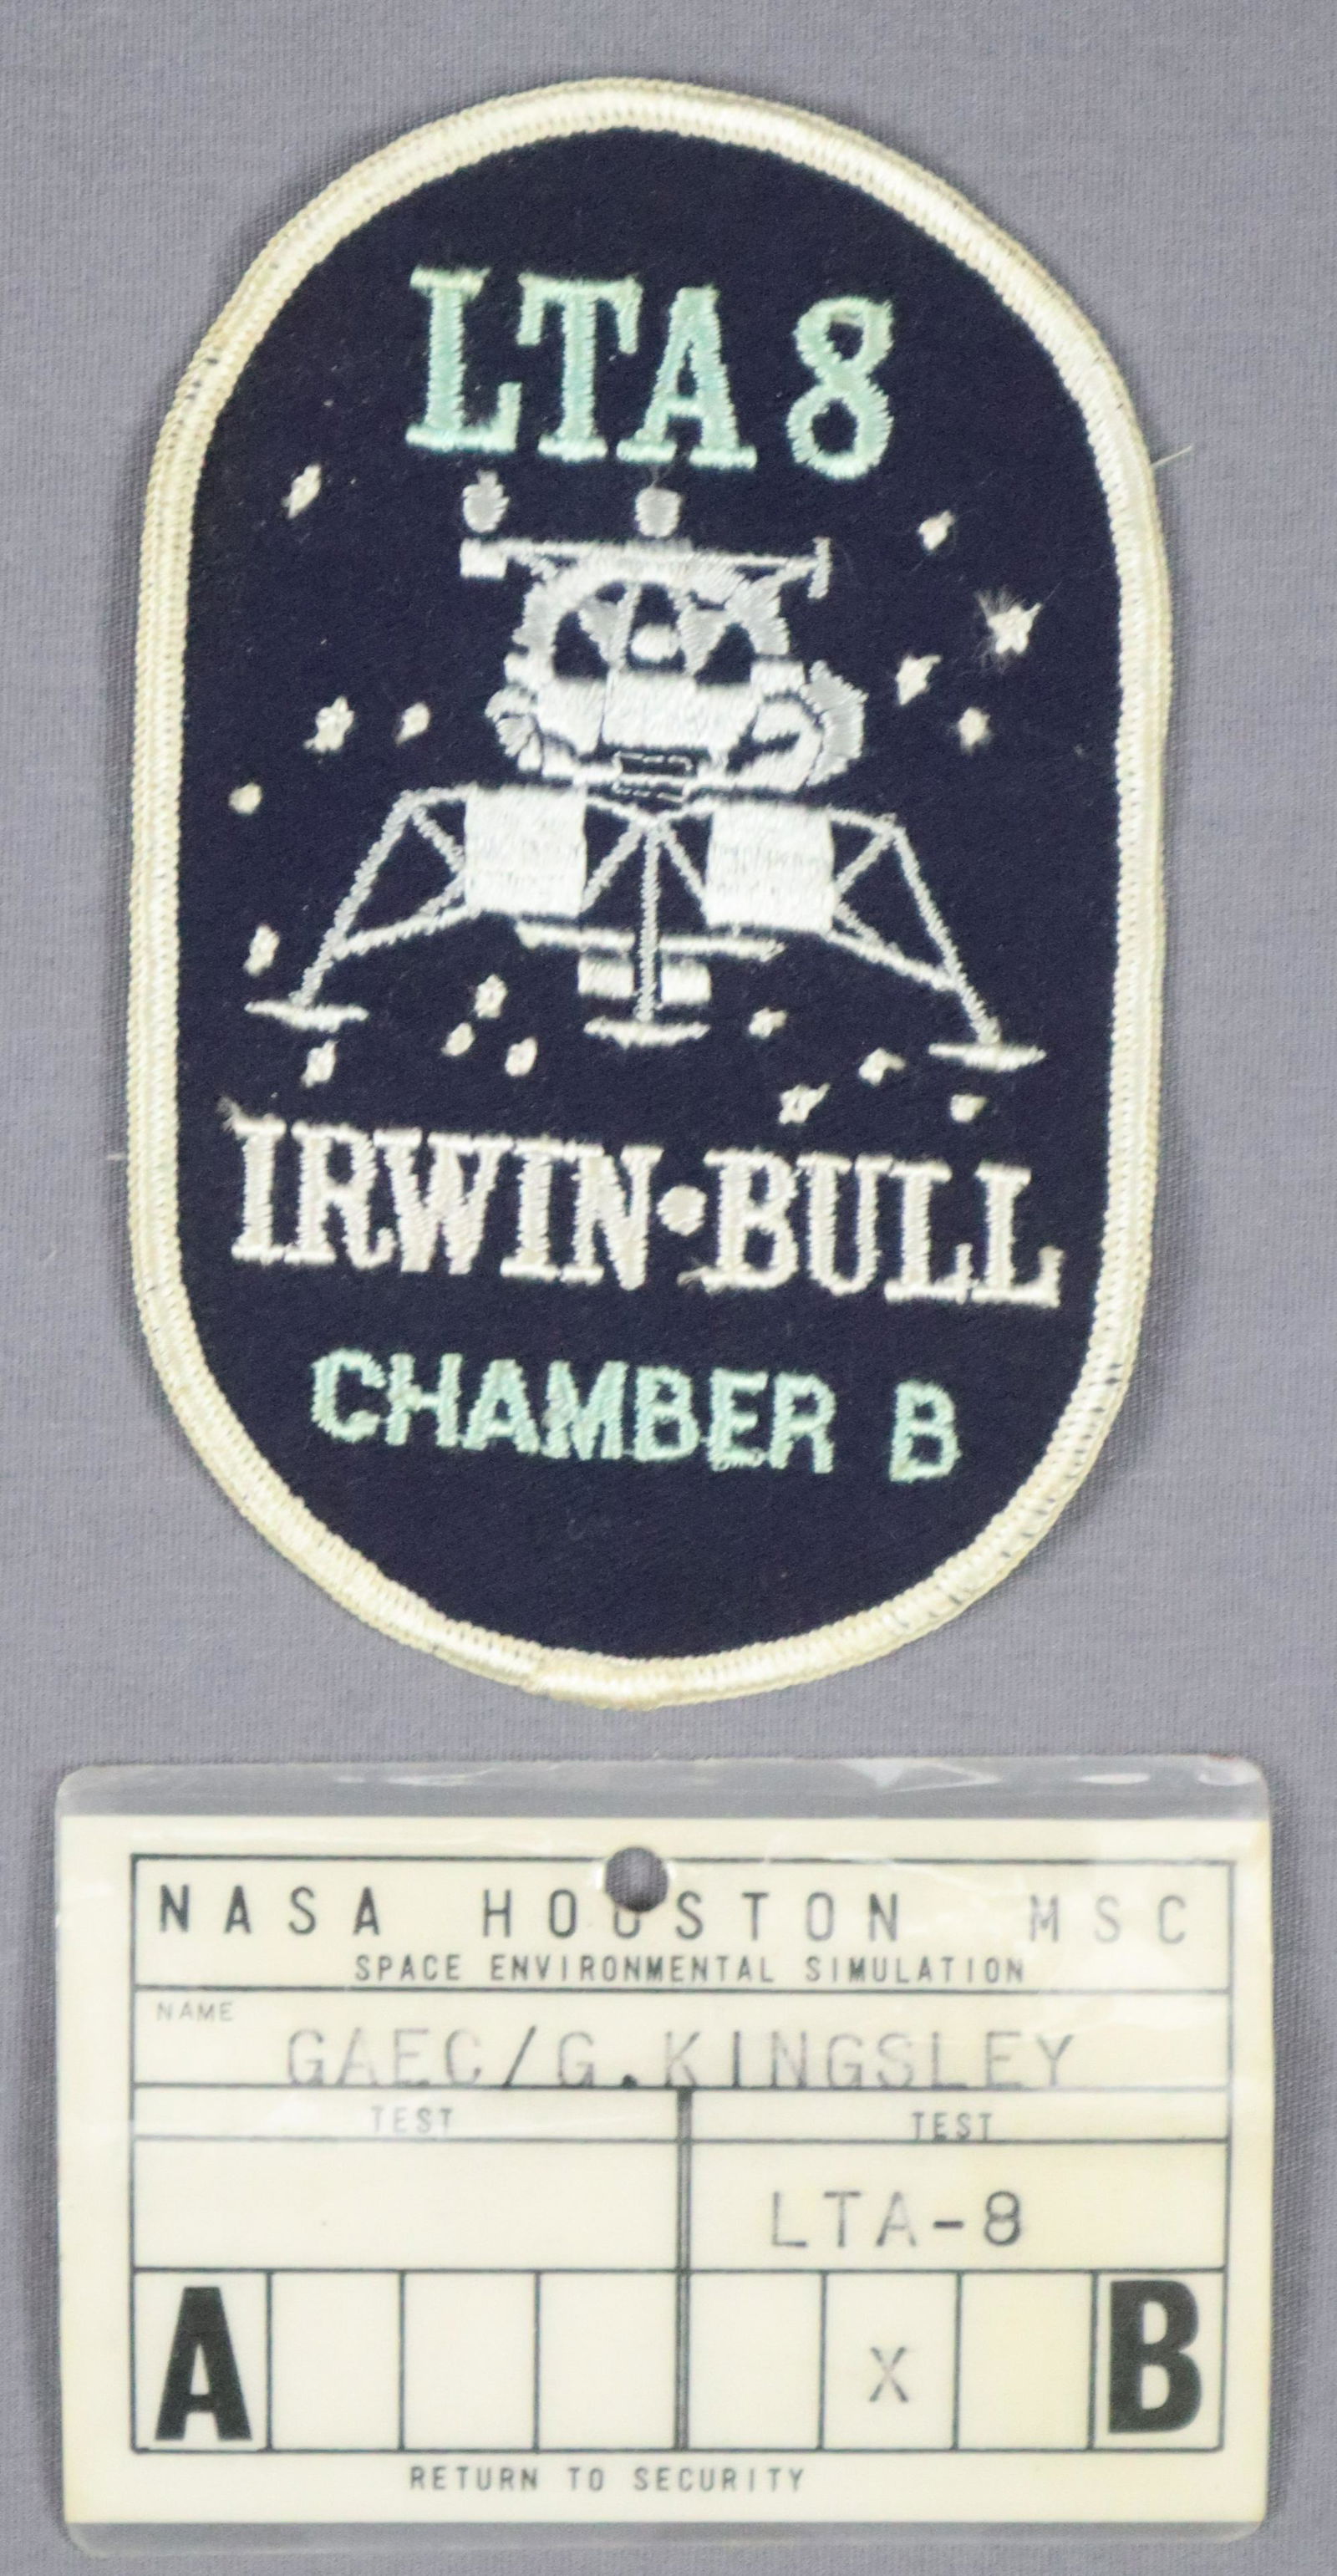 LTA 8
IRWIN•BULL
CHAMBER B
NASA HOUSTON MSC
SPACE ENVIRONMENTAL SIMULATION
NAME
GAEC/G.KINGSLEY
TEST TEST
LTA-8
A X B
RETURN TO SECURITY